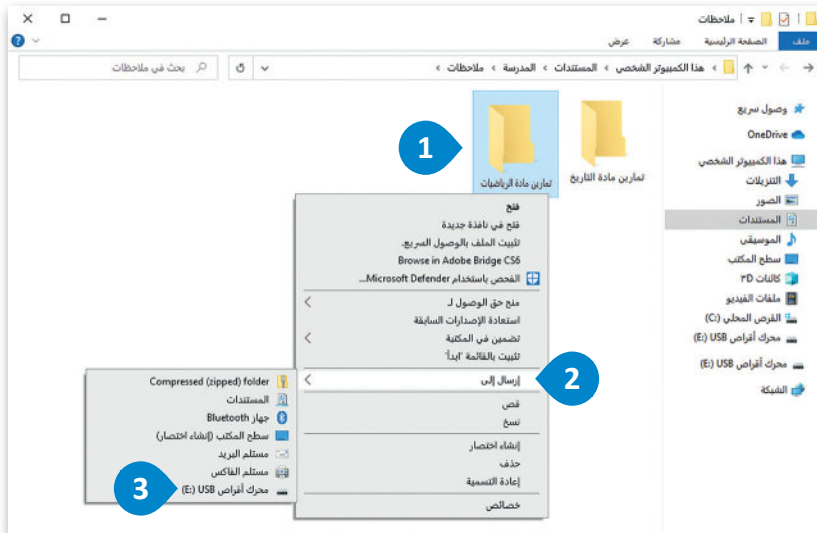 ملاحظات
ملف الصفحة الرئيسية مشاركة عرض
هذا الكمبيوتر الشخصي › المستندات › المدرسة › ملاحظات ›
بحث في ملاحظات
وصول سريع
OneDrive
هذا الكمبيوتر الشخصي
التنزيلات
الصور
المستندات
الموسيقى
سطح المكتب
كائنات ٣D
ملفات الفيديو
القرص المحلي (C:)
محرك أقراص USB (E:)
محرك أقراص USB (E:)
الشبكة
تمارين مادة التاريخ
تمارين مادة الرياضيات
1
فتح
فتح في نافذة جديدة
تثبيت الملف بالوصول السريع.
Browse in Adobe Bridge CS6
الفحص باستخدام Microsoft Defender...
منح حق الوصول لـ
استعادة الإصدارات السابقة
تضمين في المكتبة
تثبيت بالقائمة "ابدأ"
إرسال إلى
2
قص
نسخ
إنشاء اختصار
حذف
إعادة التسمية
خصائص
Compressed (zipped) folder
المستندات
جهاز Bluetooth
سطح المكتب (إنشاء اختصار)
مستلم البريد
مستلم الفاكس
محرك أقراص USB (E:)
3